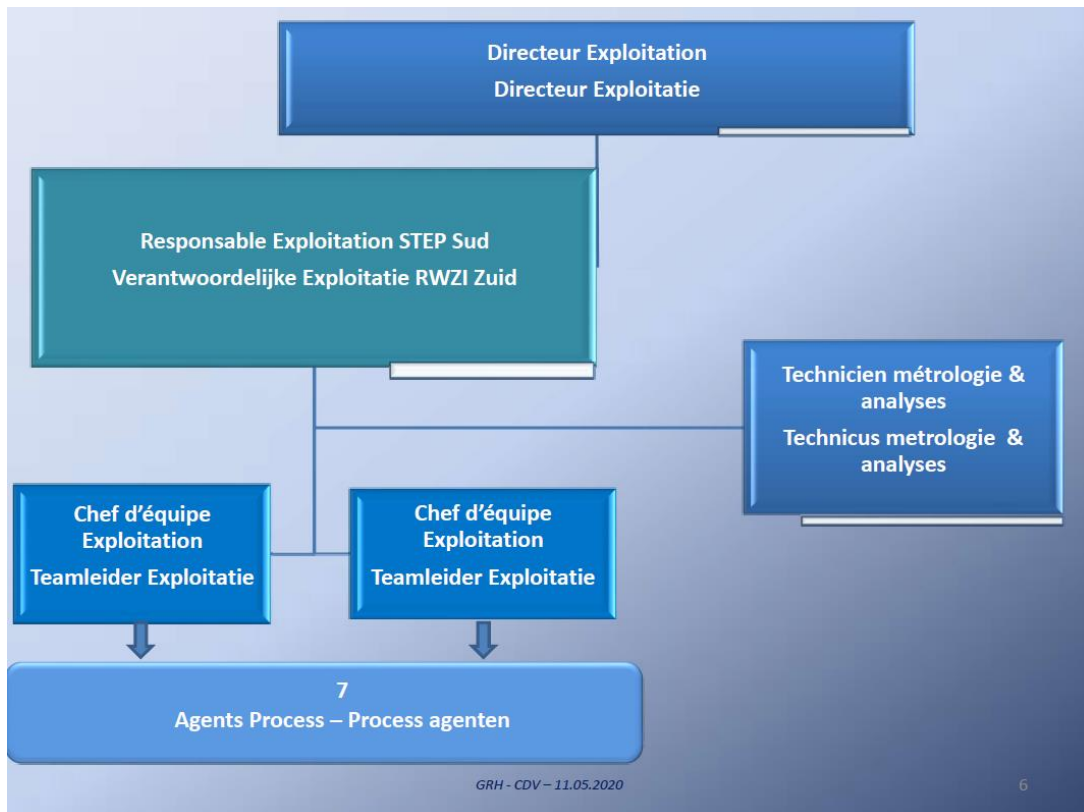 Directeur Exploitation
Directeur Exploitatie
Responsable Exploitation STEP Sud
Verantwoordelijke Exploitatie RWZI Zuid
Technicien métrologie &
analyses
Technicus metrologie  &
analyses
Chef d’équipe
Exploitation
Teamleider Exploitatie
Chef d’équipe
Exploitation
Teamleider Exploitatie
7
Agents Process – Process agenten
GRH - CDV – 11.05.2020
6